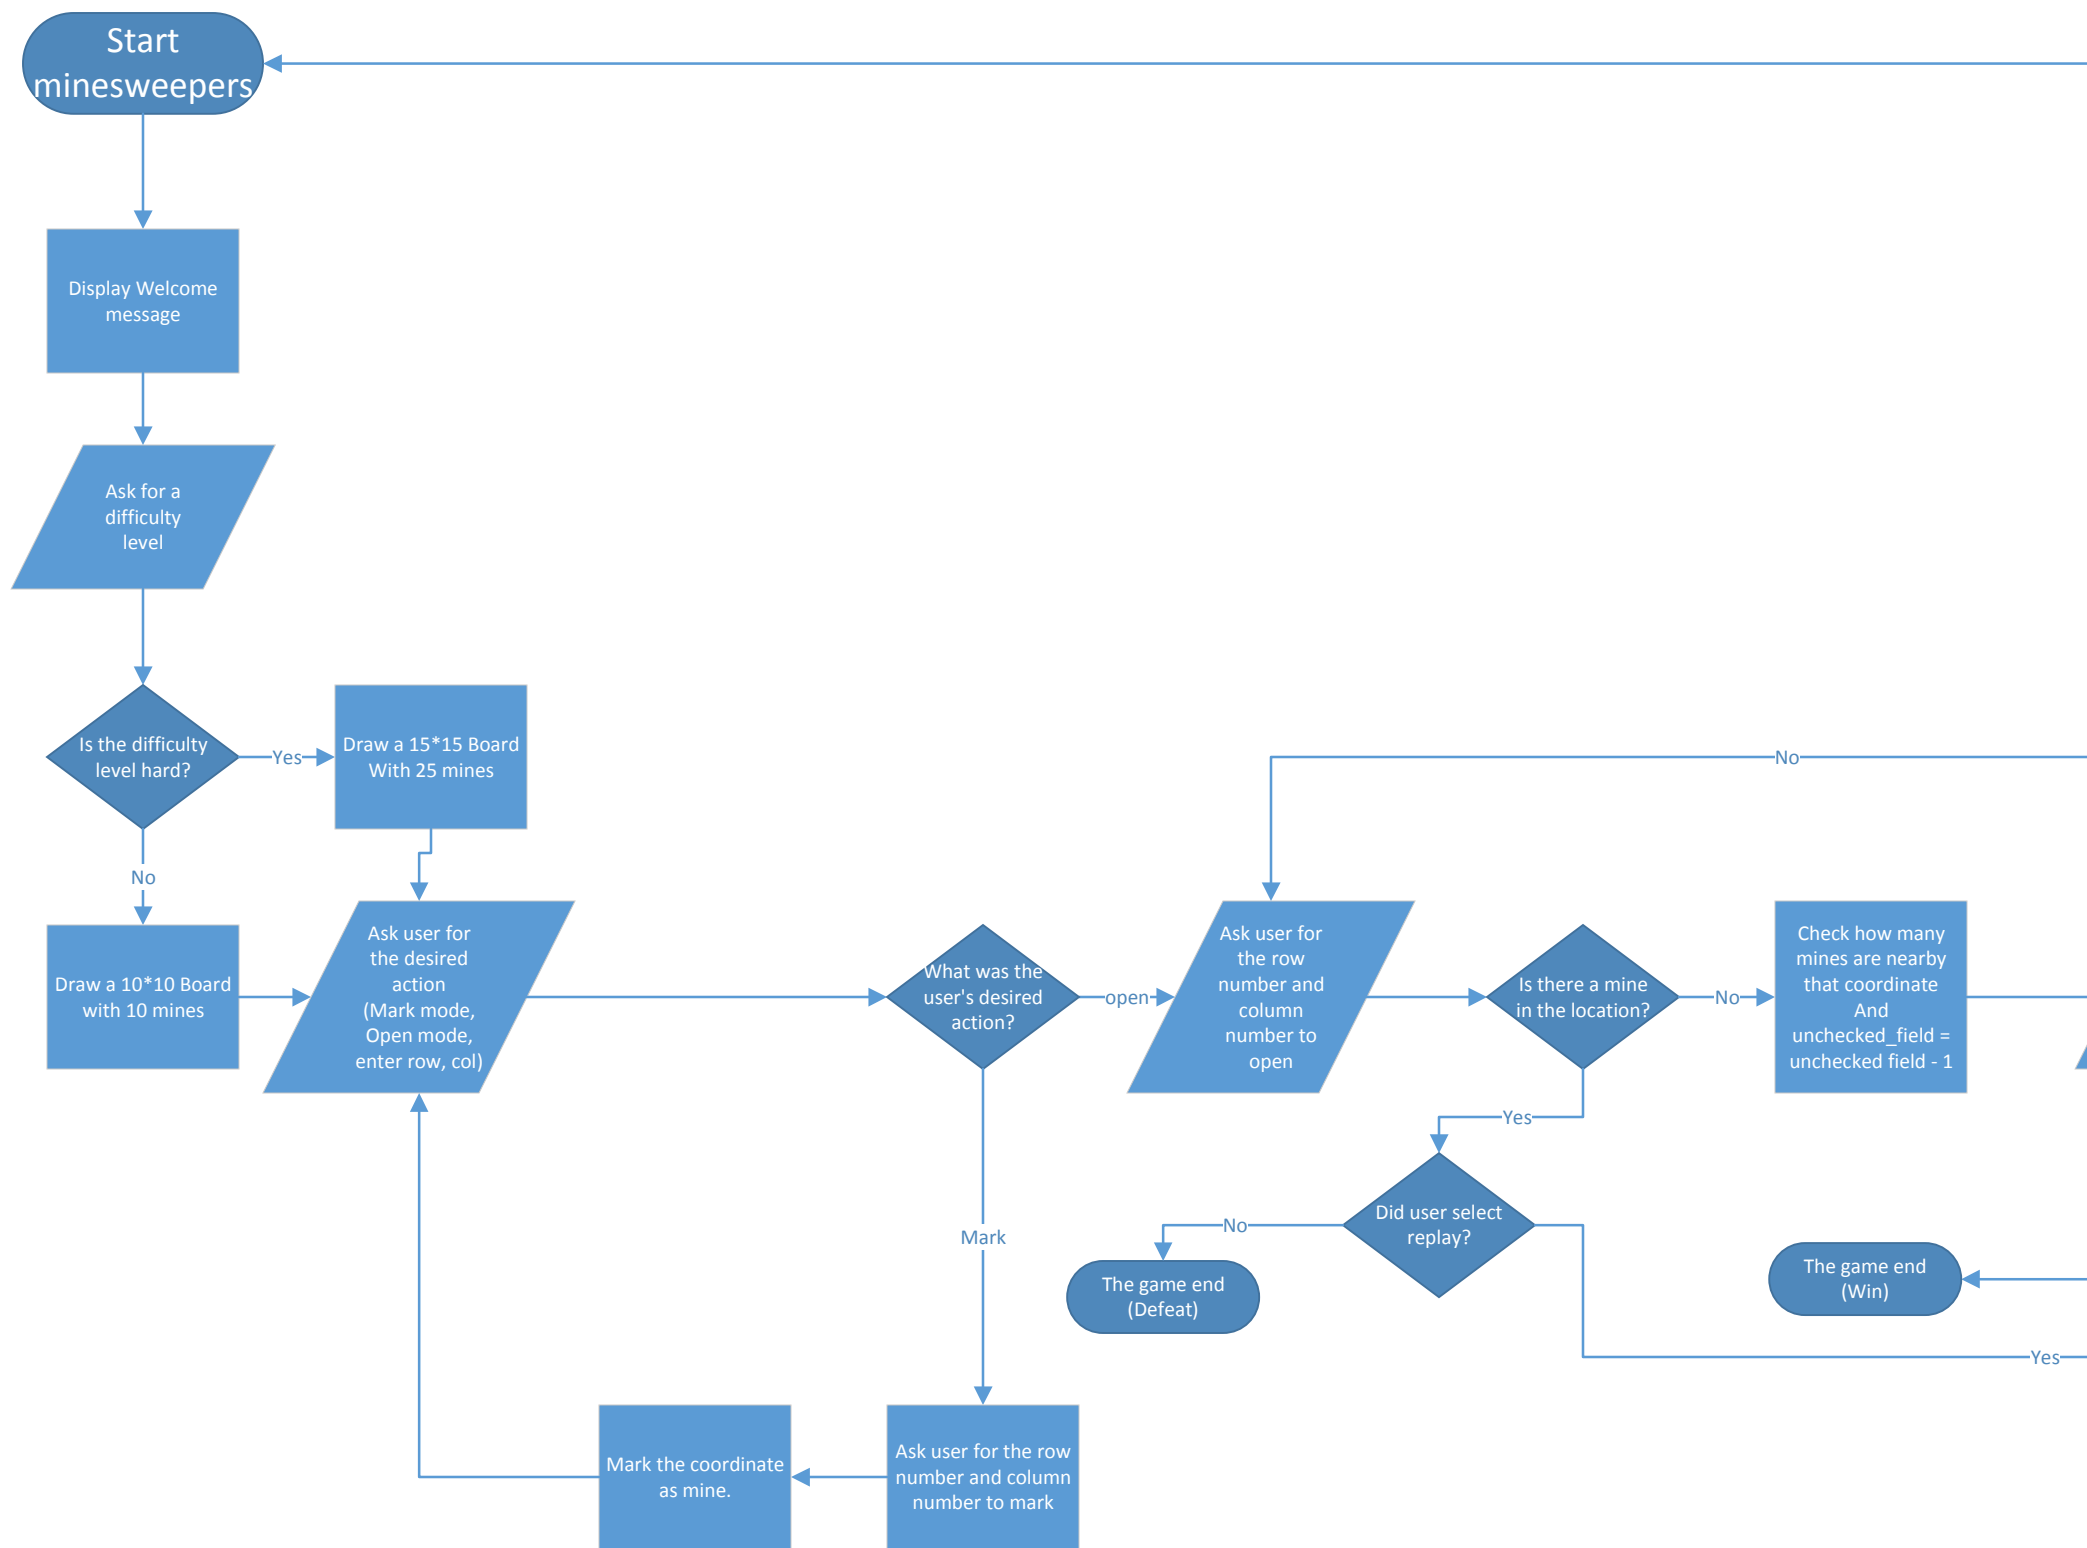 Start
minesweepers
Display Welcome
message
Ask for a
difficulty
level
Is the difficulty
level hard?
Yes
Draw a 15*15 Board
With 25 mines
No
No
Draw a 10*10 Board
with 10 mines
Ask user for
the desired
action
(Mark mode,
Open mode,
enter row, col)
What was the
user's desired
action?
open
Ask user for
the row
number and
column
number to
open
Is there a mine
in the location?
No
Check how many
mines are nearby
that coordinate
And
unchecked_field =
unchecked field - 1
Yes
Mark
Did user select
replay?
No
The game end
(Defeat)
The game end
(Win)
Yes
Mark the coordinate
as mine.
Ask user for the row
number and column
number to mark